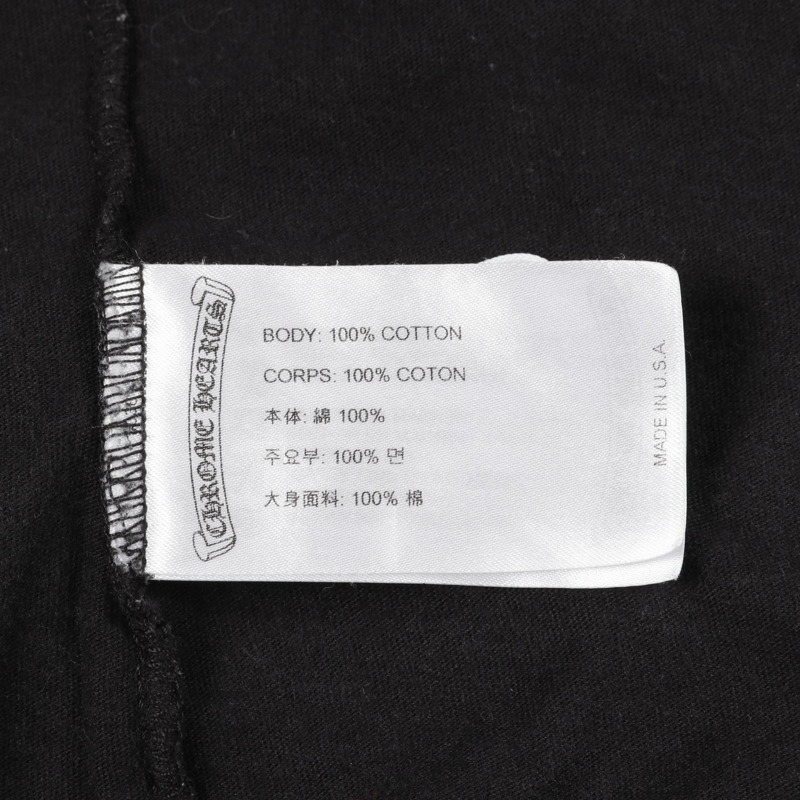 CHROME HEARTS
BODY: 100% COTTON
CORPS: 100% COTON
本体: 綿 100%
주요부: 100% 면
大身面料: 100% 棉
MADE IN U.S.A.